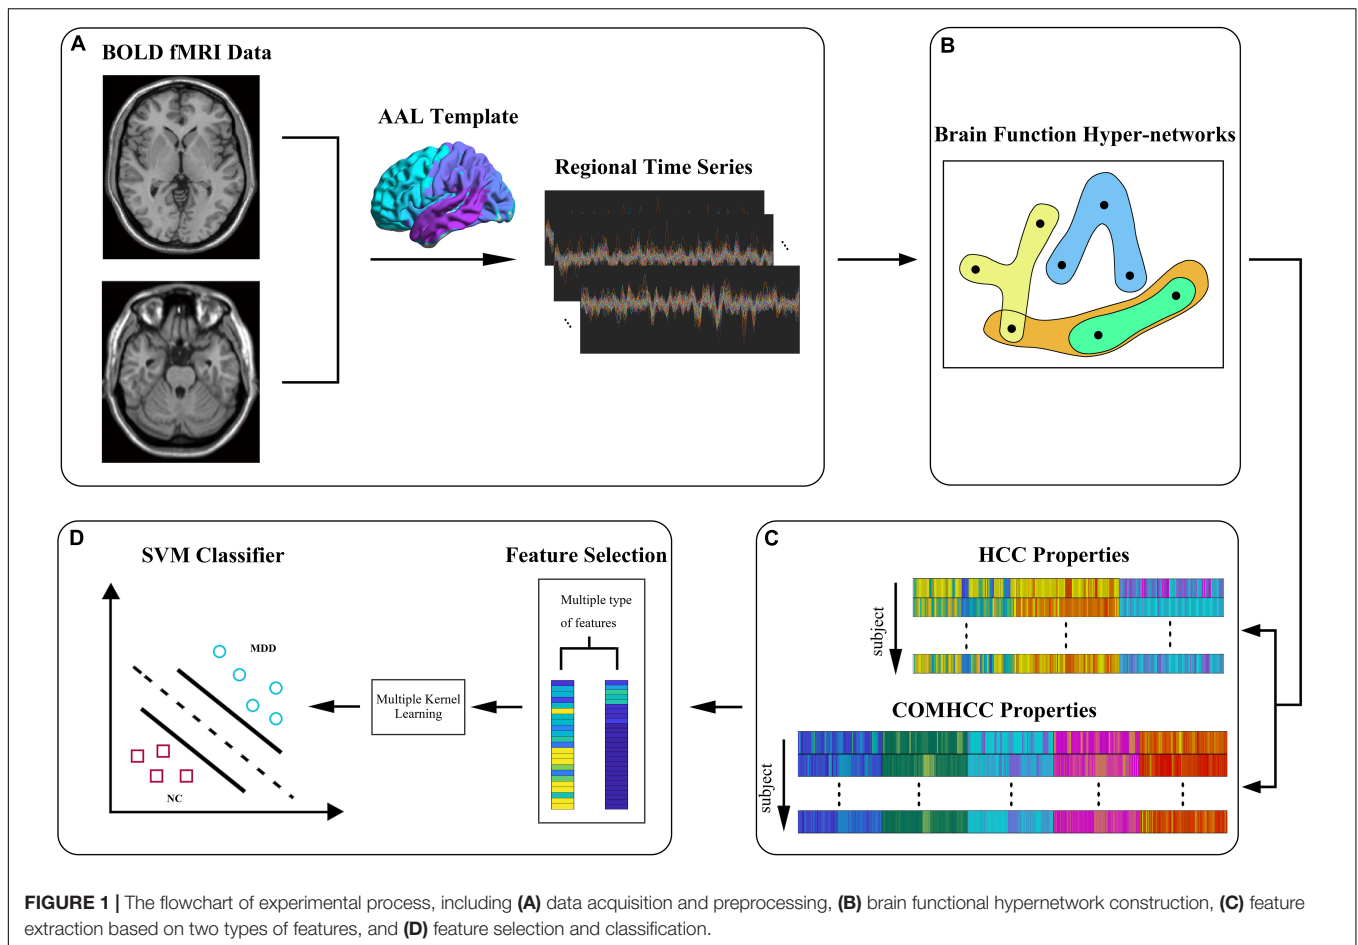 A
BOLD fMRI Data
AAL Template
Regional Time Series
B
Brain Function Hyper-networks
C
HCC Properties
subject
COMHCC Properties
subject
D
SVM Classifier
MDD
NC
Feature Selection
Multiple type
of features
Multiple Kernel
Learning
FIGURE 1 | The flowchart of experimental process, including (A) data acquisition and preprocessing, (B) brain functional hypernetwork construction, (C) feature
extraction based on two types of features, and (D) feature selection and classification.